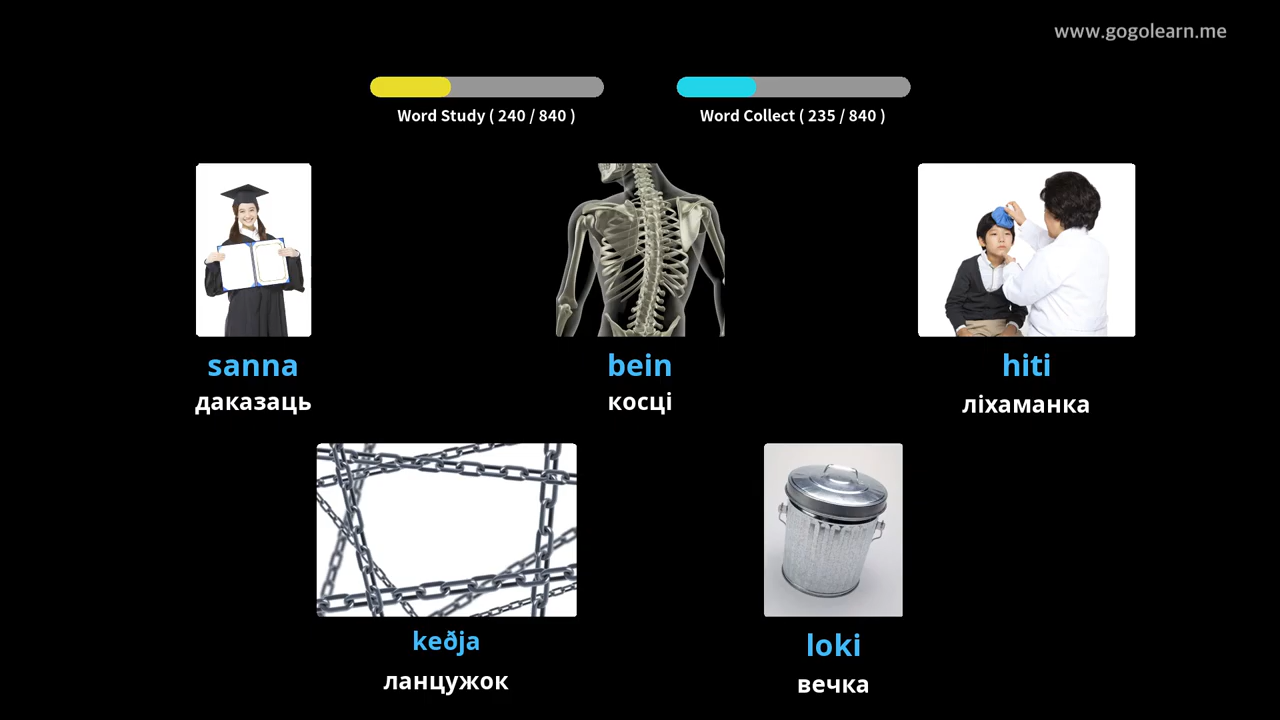 www.gogolearn.me
Word Study ( 240 / 840 )
Word Collect ( 235 / 840 )
sanna
даказаць
bein
косці
hiti
ліхаманка
keðja
ланцужок
loki
вечка